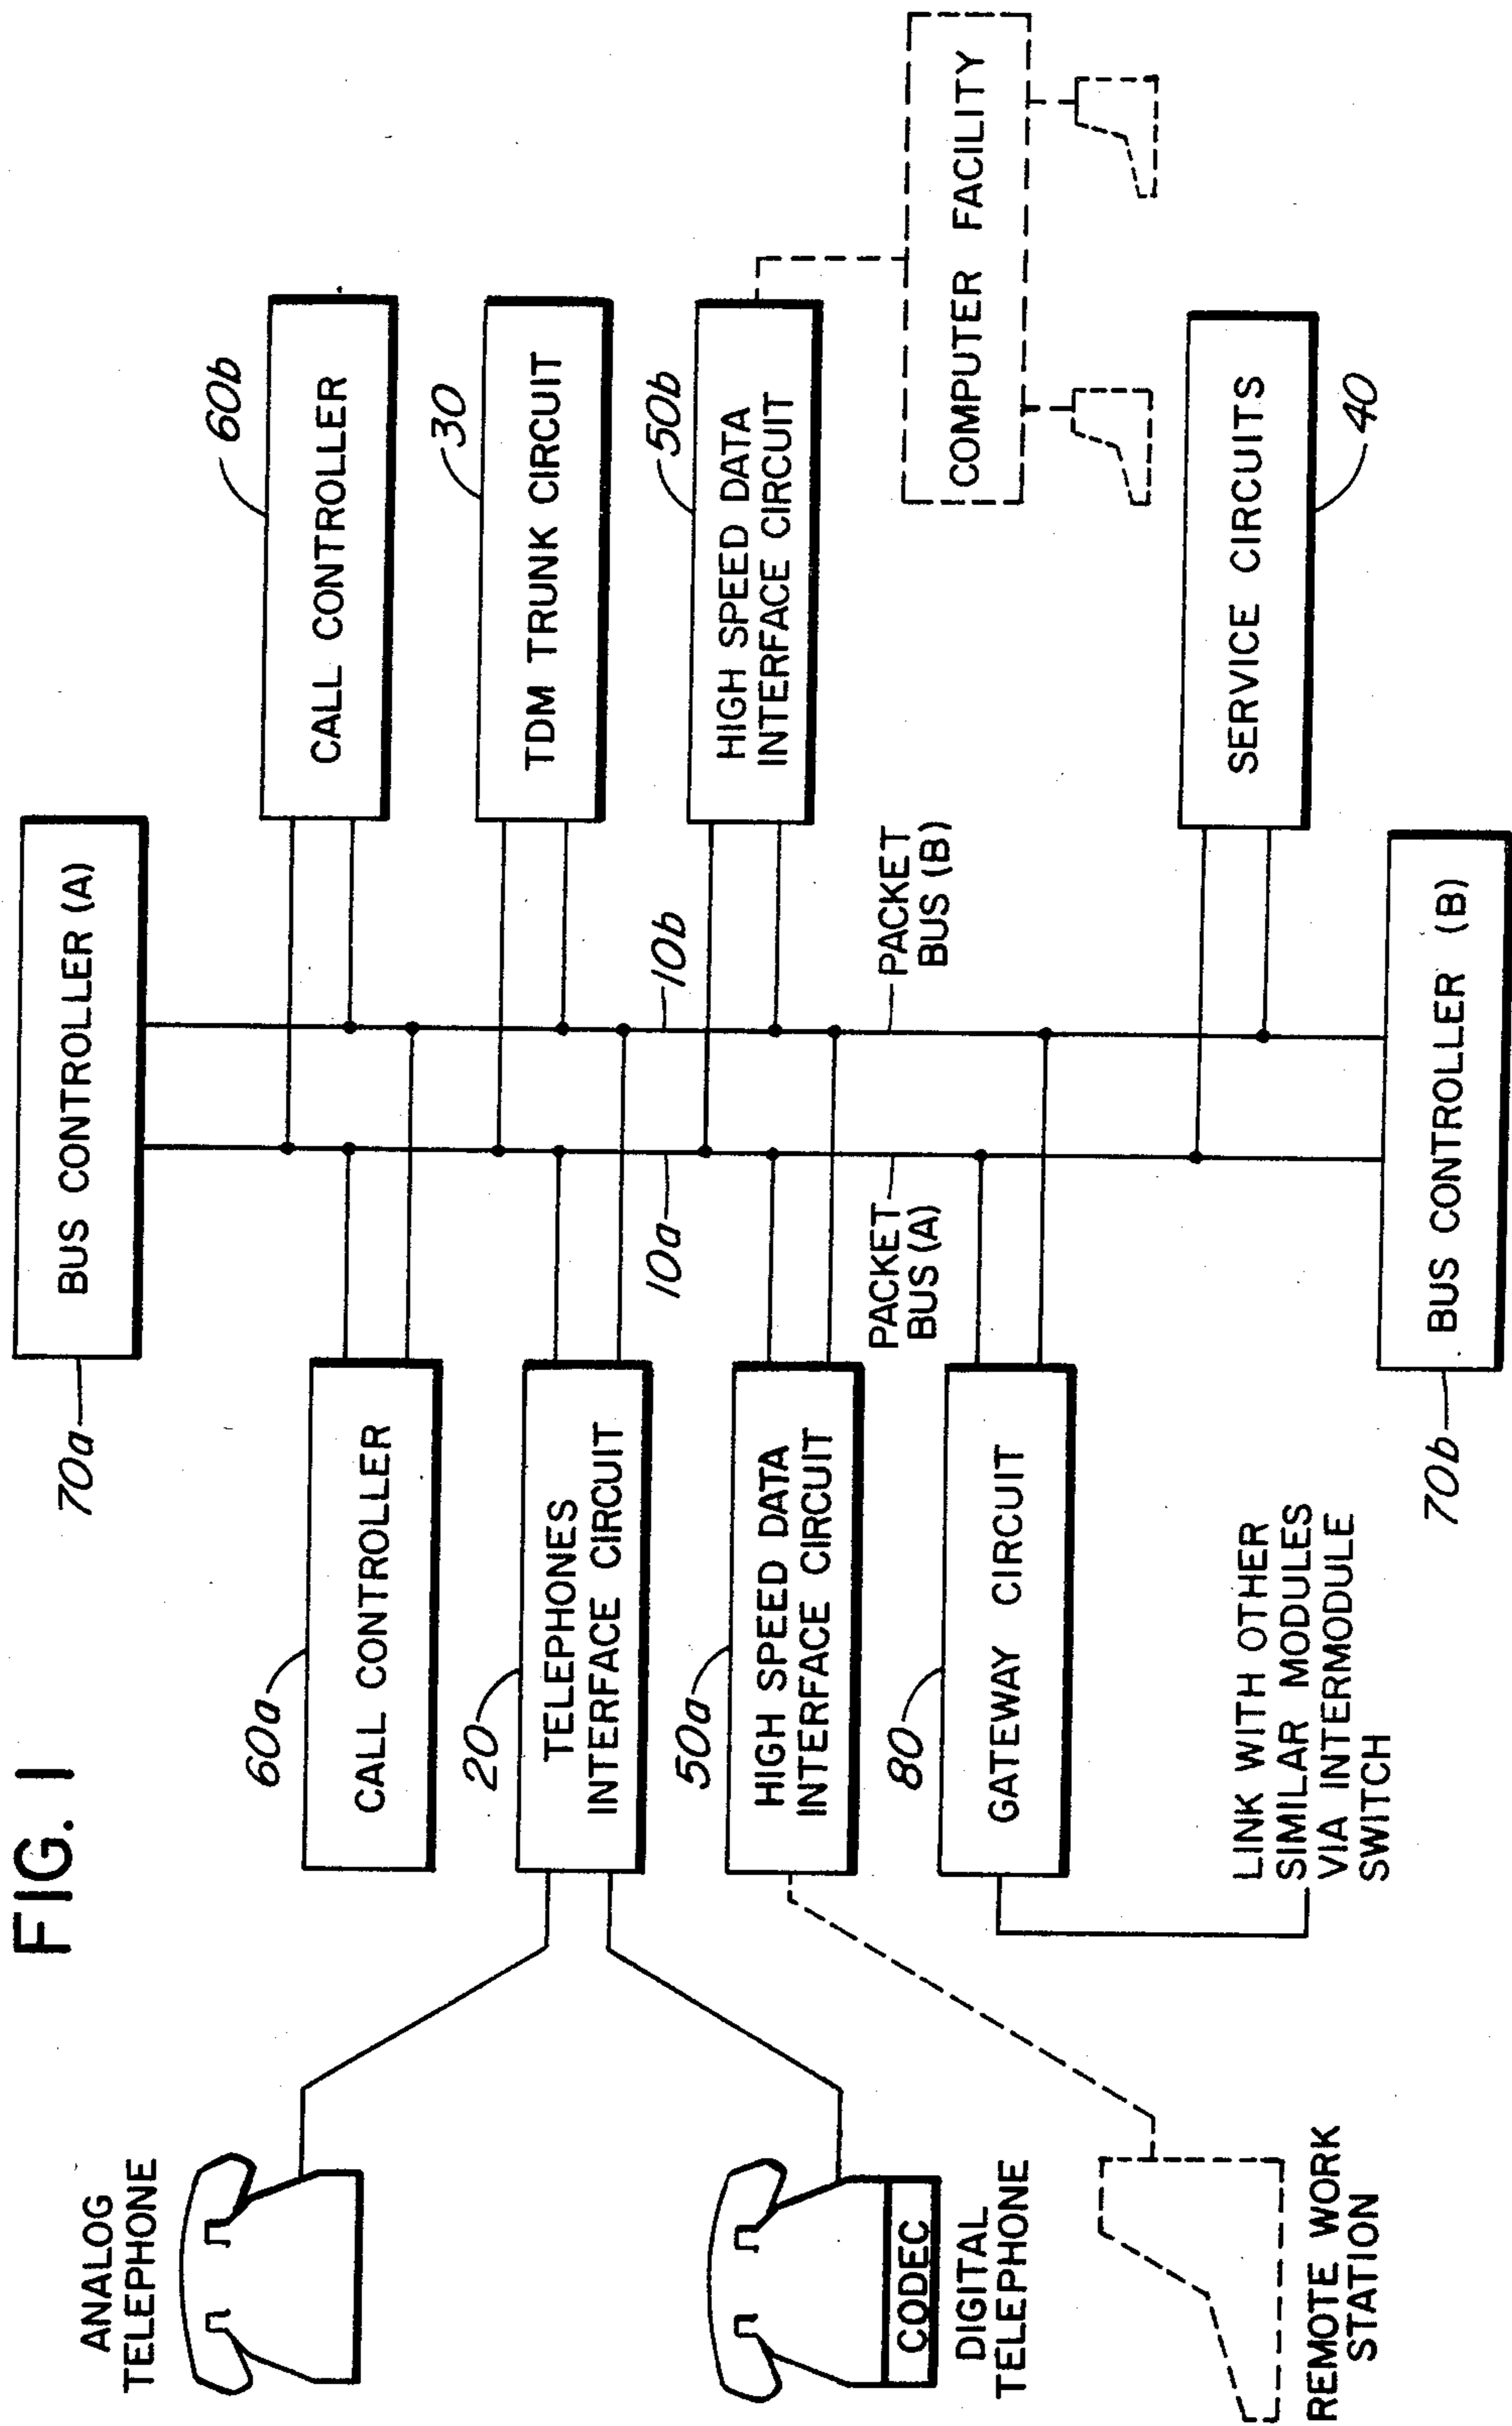 FIG. 1
ANALOG
TELEPHONE
CODEC
DIGITAL
TELEPHONE
REMOTE WORK
STATION
60a
CALL CONTROLLER
20
TELEPHONES
INTERFACE CIRCUIT
50a
HIGH SPEED DATA
INTERFACE CIRCUIT
80
GATEWAY CIRCUIT
LINK WITH OTHER
SIMILAR MODULES
VIA INTERMODULE
SWITCH
70a
BUS CONTROLLER (A)
10a
10b
PACKET
BUS (A)
PACKET
BUS (B)
70b
BUS CONTROLLER (B)
60b
CALL CONTROLLER
30
TDM TRUNK CIRCUIT
50b
HIGH SPEED DATA
INTERFACE CIRCUIT
COMPUTER FACILITY
SERVICE CIRCUITS
40